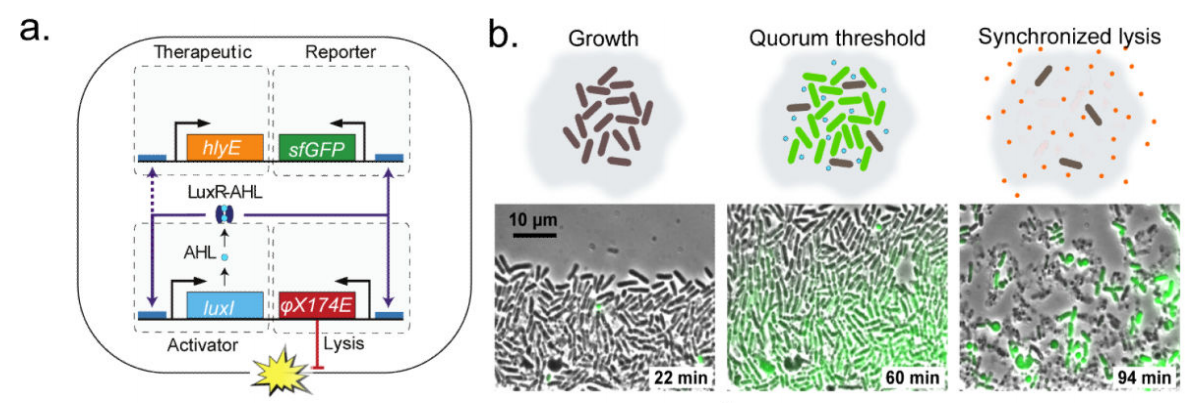 a.
Therapeutic
Reporter
hlyE
sfGFP
LuxR-AHL
AHL
luxI
φX174E
Activator
Lysis
b.
Growth
Quorum threshold
Synchronized lysis
10 μm
22 min
60 min
94 min